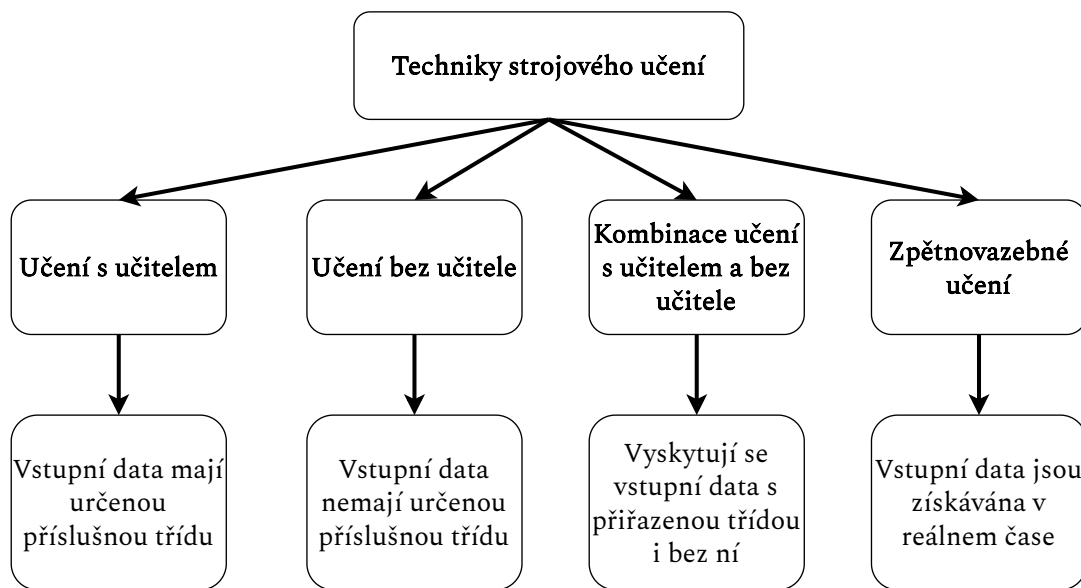 Techniky strojového učení
Učení s učitelem
Učení bez učitele
Kombinace učení
s učitelem a bez
učitele
Zpětnovazebné
učení
Vstupní data mají
určenou
příslušnou třídu
Vstupní data
nemají určenou
příslušnou třídu
Vyskytují se
vstupní data s
přiřazenou třídou
i bez ní
Vstupní data jsou
získávána v
reálnem čase